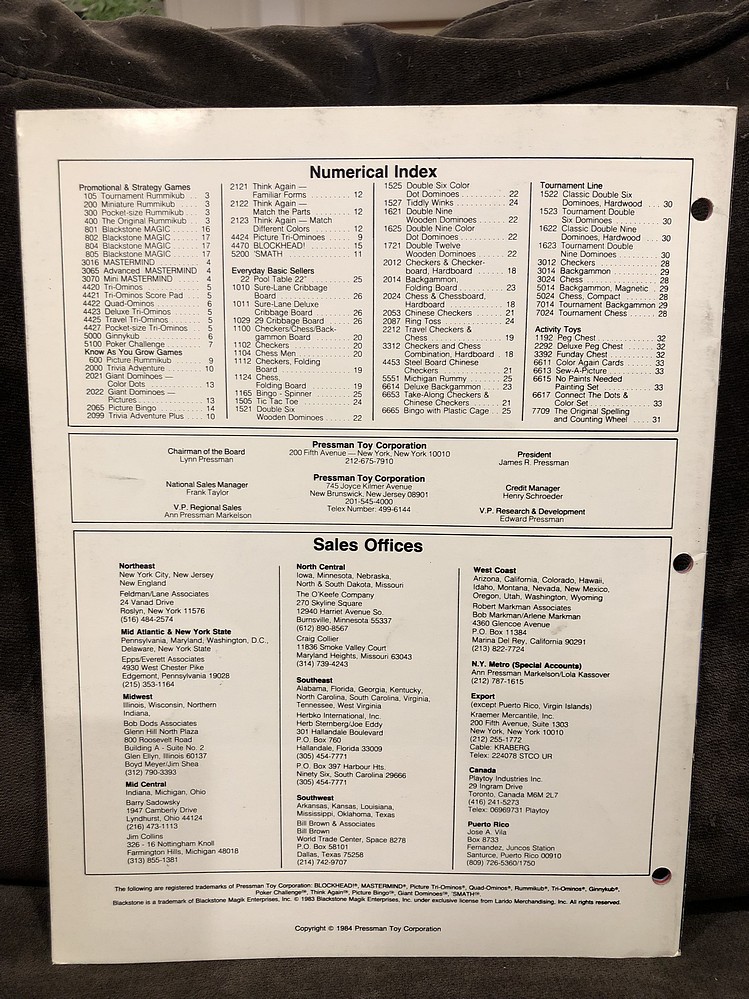 Numerical Index
Promotional & Strategy Games
105 Tournament Rummikub . . 3
200 Miniature Rummikub . . . 3
300 Pocket-size Rummikub . . 3
400 The Original Rummikub . . 3
801 Blackstone MAGIC . . . . . 16
802 Blackstone MAGIC . . . . . 17
804 Blackstone MAGIC . . . . . 17
805 Blackstone MAGIC . . . . . 17
3016 MASTERMIND 4
3065 Advanced MASTERMIND 4
3070 Mini MASTERMIND . . . . . 4
4420 Tri-Ominos . . . . . 5
4421 Tri-Ominos Score Pad . . . 5
4422 Quad-Ominos . . . . . 6
4423 Deluxe Tri-Ominos . . . . . 5
4425 Travel Tri-Ominos . . . . . 5
4427 Pocket-size Tri-Ominos . . 5
5000 Ginnykub . . . . . 6
5100 Poker Challenge . . . . . 7
Know As You Grow Games
600 Picture Rummikub . . . . . 9
2000 Trivia Adventure . . . . . 10
2021 Giant Dominoes —
Color Dots . . . . . 13
2022 Giant Dominoes —
Pictures . . . . . 13
2065 Picture Bingo . . . . . 14
2099 Trivia Adventure Plus . . . 10
2121 Think Again —
Familiar Forms . . . . . 12
2122 Think Again —
Match the Parts . . . . . 12
2123 Think Again — Match
Different Colors . . . . . 12
4424 Picture Tri-Ominoes . . . . 9
4470 BLOCKHEAD! . . . . . 15
5200 'SMATH . . . . . 11
Everyday Basic Sellers
22 Pool Table 22" 25
1010 Sure-Lane Cribbage
Board . . . . . 26
1011 Sure-Lane Deluxe
Cribbage Board . . . . . 26
1029 29 Cribbage Board . . . . 26
1100 Checkers/Chess/Back-
gammon Board . . . . . 20
1102 Checkers . . . . . 20
1104 Chess Men . . . . . 20
1112 Checkers, Folding
Board . . . . . 19
1124 Chess,
Folding Board . . . . . 19
1165 Bingo - Spinner . . . . . 25
1505 Tic Tac Toe . . . . . 24
1521 Double Six
Wooden Dominoes . . . . . 22
1525 Double Six Color
Dot Dominoes . . . . . 22
1527 Tiddly Winks . . . . . 24
1621 Double Nine
Wooden Dominoes . . . . . 22
1625 Double Nine Color
Dot Dominoes . . . . . 22
1721 Double Twelve
Wooden Dominoes . . . . . 22
2012 Checkers & Checker-
board, Hardboard . . . . . 18
2014 Backgammon,
Folding Board . . . . . 23
2024 Chess & Chessboard,
Hardboard . . . . . 18
2053 Chinese Checkers . . . . . 21
2087 Ring Toss . . . . . 24
2212 Travel Checkers &
Chess . . . . . 19
3312 Checkers and Chess
Combination, Hardboard . 18
4453 Steel Board Chinese
Checkers . . . . . 21
5551 Michigan Rummy . . . . . 25
6614 Deluxe Backgammon . . . 23
6653 Take-Along Checkers &
Chinese Checkers . . . . . 21
6665 Bingo with Plastic Cage . . 25
Tournament Line
1522 Classic Double Six
Dominoes, Hardwood . . . 30
1523 Tournament Double
Six Dominoes . . . . . 30
1622 Classic Double Nine
Dominoes, Hardwood . . . 30
1623 Tournament Double
Nine Dominoes . . . . . 30
3012 Checkers . . . . . 28
3014 Backgammon . . . . . 29
3024 Chess . . . . . 28
5014 Backgammon, Magnetic . . 29
5024 Chess, Compact . . . . . 28
7014 Tournament Backgammon 29
7024 Tournament Chess . . . . . 28
Activity Toys
1192 Peg Chest . . . . . 32
2292 Deluxe Peg Chest . . . . . 32
3392 Funday Chest . . . . . 32
6611 Color Again Cards . . . . . 33
6613 Sew-A-Picture . . . . . 33
6615 No Paints Needed
Painting Set . . . . . 33
6617 Connect The Dots &
Color Set . . . . . 33
7709 The Original Spelling
and Counting Wheel . . . . 31
Chairman of the Board
Lynn Pressman
National Sales Manager
Frank Taylor
V.P. Regional Sales
Ann Pressman Markelson
Pressman Toy Corporation
200 Fifth Avenue — New York, New York 10010
212-675-7910
Pressman Toy Corporation
745 Joyce Kilmer Avenue
New Brunswick, New Jersey 08901
201-545-4000
Telex Number: 499-6144
President
James R. Pressman
Credit Manager
Henry Schroeder
V.P. Research & Development
Edward Pressman
Sales Offices
Northeast
New York City, New Jersey
New England
Feldman/Lane Associates
24 Vanad Drive
Roslyn, New York 11576
(516) 484-2574
Mid Atlantic & New York State
Pennsylvania, Maryland, Washington, D.C.,
Delaware, New York State
Epps/Everett Associates
4930 West Chester Pike
Edgemont, Pennsylvania 19028
(215) 353-1164
Midwest
Illinois, Wisconsin, Northern
Indiana,
Bob Dods Associates
Glenn Hill North Plaza
800 Roosevelt Road
Building A - Suite No. 2
Glen Ellyn, Illinois 60137
Boyd Meyer/Jim Shea
(312) 790-3393
Mid Central
Indiana, Michigan, Ohio
Barry Sadowsky
1947 Camberly Drive
Lyndhurst, Ohio 44124
(216) 473-1113
Jim Collins
326 - 16 Nottingham Knoll
Farmington Hills, Michigan 48018
(313) 855-1381
North Central
Iowa, Minnesota, Nebraska,
North & South Dakota, Missouri
The O'Keefe Company
270 Skyline Square
12940 Harriet Avenue So.
Burnsville, Minnesota 55337
(612) 890-8567
Craig Collier
11836 Smoke Valley Court
Maryland Heights, Missouri 63043
(314) 739-4243
Southeast
Alabama, Florida, Georgia, Kentucky,
North Carolina, South Carolina, Virginia,
Tennessee, West Virginia
Herbko International, Inc.
Herb Sternberg/Joe Eddy
301 Hallandale Boulevard
P.O. Box 760
Hallandale, Florida 33009
(305) 454-7771
P.O. Box 397 Harbour Hts.
Ninety Six, South Carolina 29666
(305) 454-7771
Southwest
Arkansas, Kansas, Louisiana,
Mississippi, Oklahoma, Texas
Bill Brown & Associates
Bill Brown
World Trade Center, Space 8278
P.O. Box 58101
Dallas, Texas 75258
(214) 742-9707
West Coast
Arizona, California, Colorado, Hawaii,
Idaho, Montana, Nevada, New Mexico,
Oregon, Utah, Washington, Wyoming
Robert Markman Associates
Bob Markman/Arlene Markman
4360 Glencoe Avenue
P.O. Box 11384
Marina Del Rey, California 90291
(213) 822-7724
N.Y. Metro (Special Accounts)
Ann Pressman Markelson/Lola Kassover
(212) 787-1615
Export
(except Puerto Rico, Virgin Islands)
Kraemer Mercantile, Inc.
200 Fifth Avenue, Suite 1303
New York, New York 10010
(212) 255-1772
Cable: KRABERG
Telex: 224078 STCO UR
Canada
Playtoy Industries Inc.
29 Ingram Drive
Toronto, Canada M6M 2L7
(416) 241-5273
Telex: 06969731 Playtoy
Puerto Rico
Jose A. Vila
Box 8733
Fernandez, Juncos Station
Santurce, Puerto Rico 00910
(809) 726-5360/1750
The following are registered trademarks of Pressman Toy Corporation: BLOCKHEAD!®, MASTERMIND®, Picture Tri-Ominos®, Quad-Ominos®, Rummikub®, Tri-Ominos®, Ginnykub®,
Poker Challenge™, Think Again™, Picture Bingo™, Giant Dominoes™, 'SMATH™.
Blackstone is a trademark of Blackstone Magik Enterprises, Inc. © 1983 Blackstone Magik Enterprises, Inc. under exclusive license from Larido Merchandising, Inc. All rights reserved.
Copyright © 1984 Pressman Toy Corporation